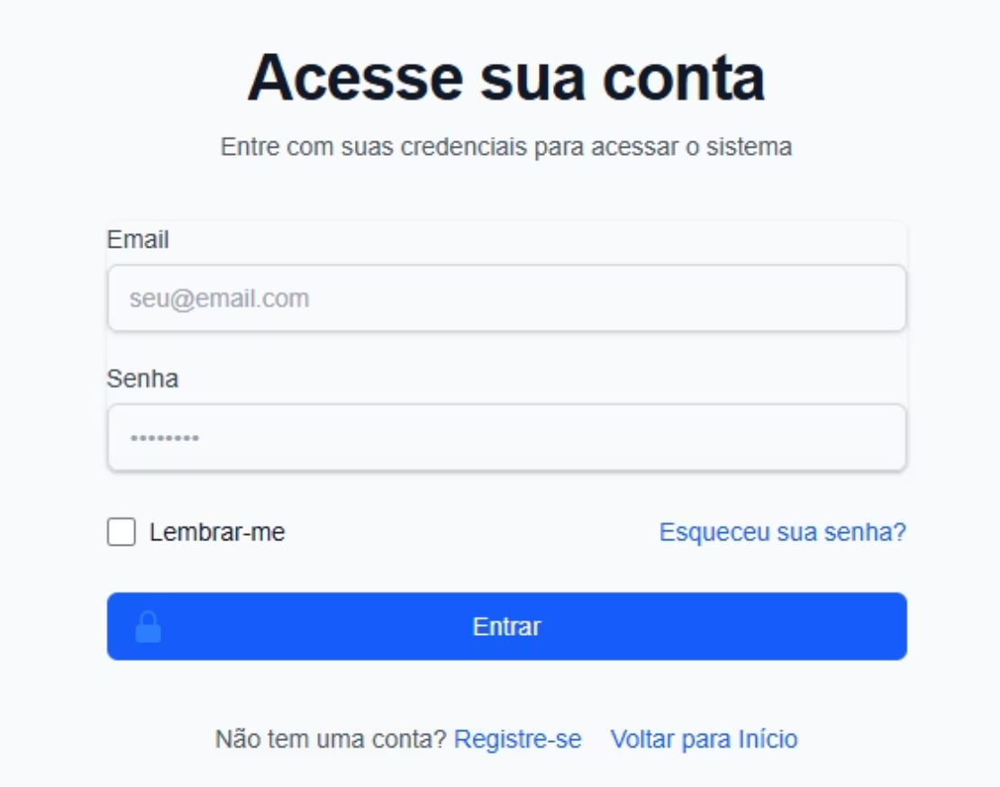 Acesse sua conta
Entre com suas credenciais para acessar o sistema
Email
seu@email.com
Senha
••••••••
Lembrar-me Esqueceu sua senha?
Entrar
Não tem uma conta? Registre-se Voltar para Início